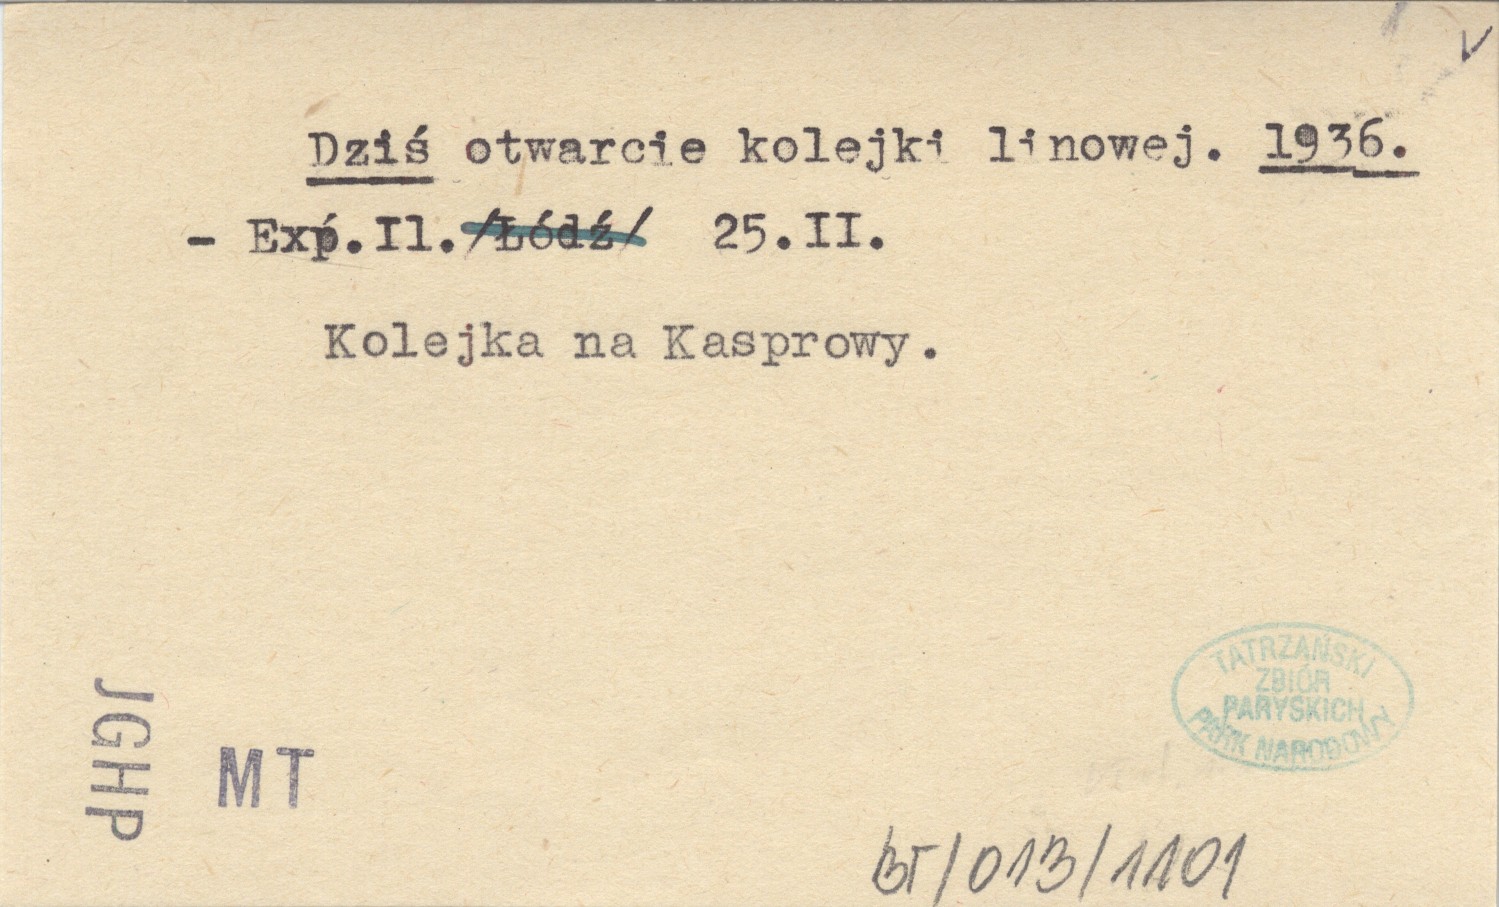 Dziś otwarcie kolejki linowej. 1936.
- Exp.Il./Łódź/ 25.II.
Kolejka na Kasprowy.
TATRZAŃSKI
ZBIÓR
PARYSKICH
PARK NARODOWY
JGHP
MT
BT/013/1101